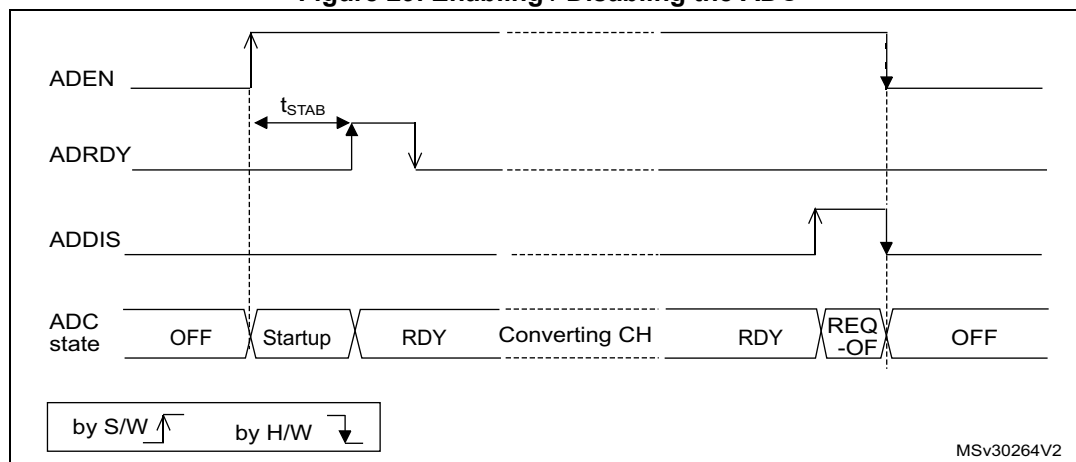 ADEN
tSTAB
ADRDY
ADDIS
ADC
state
OFF
Startup
RDY
Converting CH
RDY
REQ
-OF
OFF
by S/W
by H/W
MSv30264V2